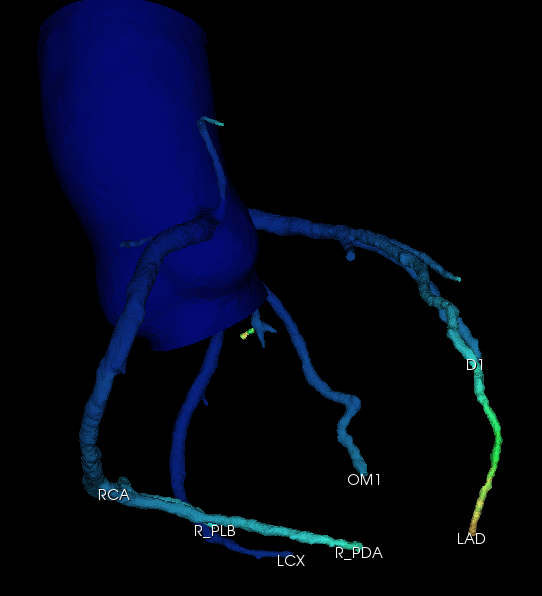 D1
OM1
RCA
R_PLB
LAD
R_PDA
LCX